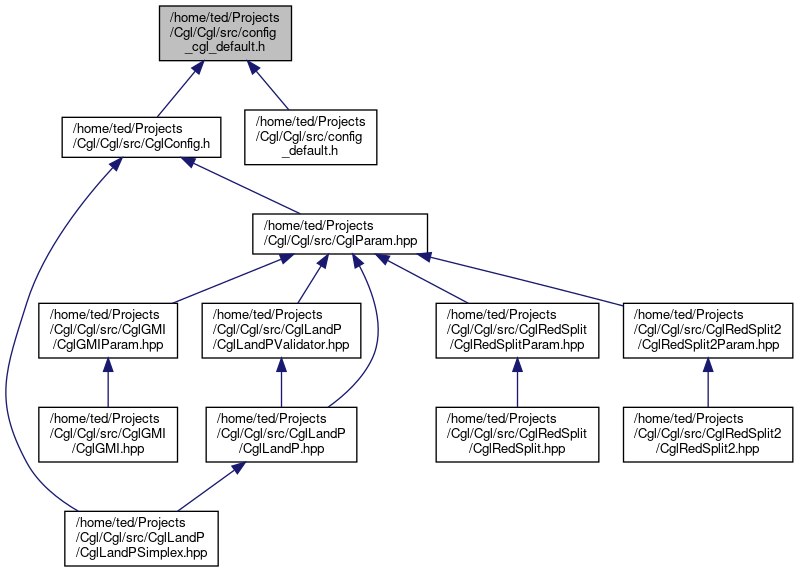 /home/ted/Projects
/Cgl/Cgl/src/config
_cgl_default.h
/home/ted/Projects
/Cgl/Cgl/src/CglConfig.h
/home/ted/Projects
/Cgl/Cgl/src/config
_default.h
/home/ted/Projects
/Cgl/Cgl/src/CglParam.hpp
/home/ted/Projects
/Cgl/Cgl/src/CglGMI
/CglGMIParam.hpp
/home/ted/Projects
/Cgl/Cgl/src/CglLandP
/CglLandPValidator.hpp
/home/ted/Projects
/Cgl/Cgl/src/CglRedSplit
/CglRedSplitParam.hpp
/home/ted/Projects
/Cgl/Cgl/src/CglRedSplit2
/CglRedSplit2Param.hpp
/home/ted/Projects
/Cgl/Cgl/src/CglGMI
/CglGMI.hpp
/home/ted/Projects
/Cgl/Cgl/src/CglLandP
/CglLandP.hpp
/home/ted/Projects
/Cgl/Cgl/src/CglRedSplit
/CglRedSplit.hpp
/home/ted/Projects
/Cgl/Cgl/src/CglRedSplit2
/CglRedSplit2.hpp
/home/ted/Projects
/Cgl/Cgl/src/CglLandP
/CglLandPSimplex.hpp